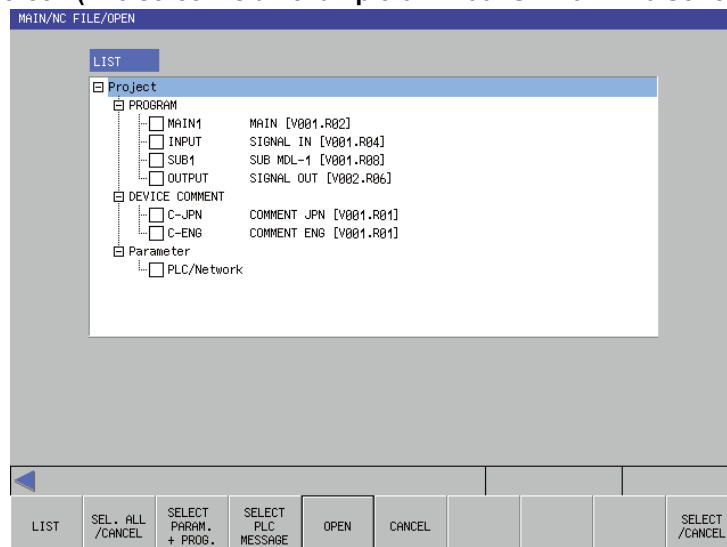 MAIN/NC FILE/OPEN
LIST
Project
PROGRAM
MAIN1 MAIN [V001.R02]
INPUT SIGNAL IN [V001.R04]
SUB1 SUB MDL-1 [V001.R08]
OUTPUT SIGNAL OUT [V002.R06]
DEVICE COMMENT
C-JPN COMMENT JPN [V001.R01]
C-ENG COMMENT ENG [V001.R01]
Parameter
PLC/Network
LIST
SEL. ALL
/CANCEL
SELECT
PARAM.
+ PROG.
SELECT
PLC
MESSAGE
OPEN
CANCEL
SELECT
/CANCEL